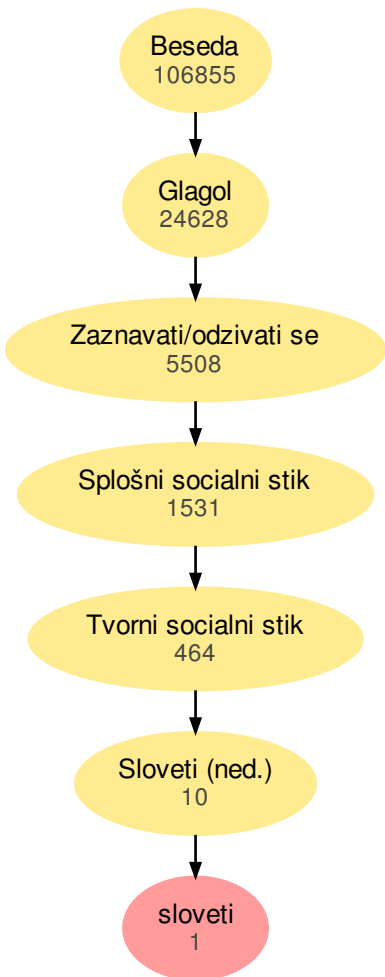 Beseda
106855
Glagol
24628
Zaznavati/odzivati se
5508
Splošni socialni stik
1531
Tvorni socialni stik
464
Sloveti (ned.)
10
sloveti
1